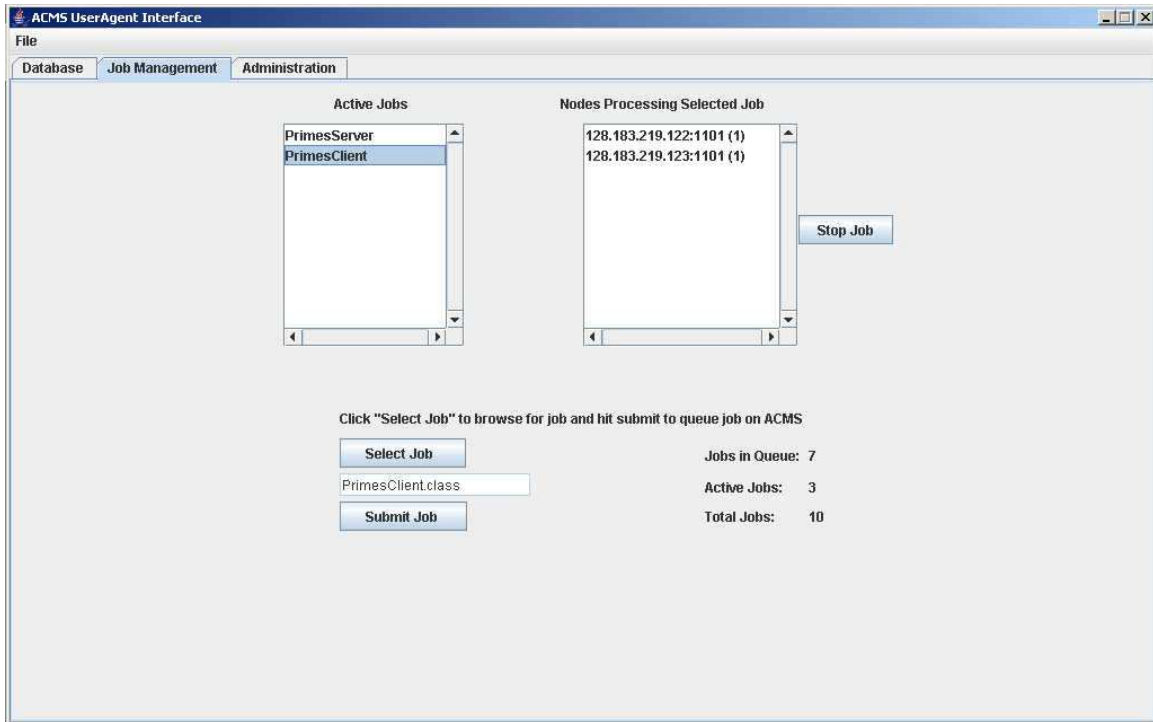 ACMS UserAgent Interface
File
Database Job Management Administration
Active Jobs
PrimesServer
PrimesClient
Nodes Processing Selected Job
128.183.219.122:1101 (1)
128.183.219.123:1101 (1)
Stop Job
Click "Select Job" to browse for job and hit submit to queue job on ACMS
Select Job
PrimesClient.class
Submit Job
Jobs in Queue: 7
Active Jobs: 3
Total Jobs: 10